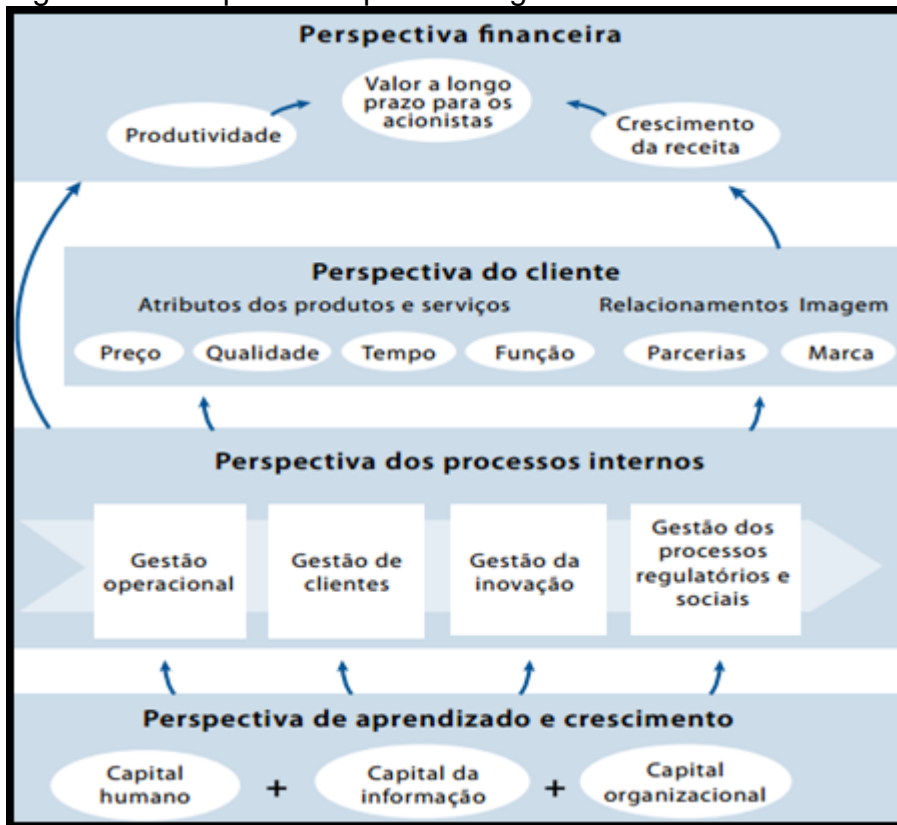 Perspectiva financeira
Valor a longo
prazo para os
acionistas
Produtividade
Crescimento
da receita
Perspectiva do cliente
Atributos dos produtos e serviços
Relacionamentos Imagem
Preço
Qualidade
Tempo
Função
Parcerias
Marca
Perspectiva dos processos internos
Gestão
operacional
Gestão de
clientes
Gestão da
inovação
Gestão dos
processos
regulatórios e
sociais
Perspectiva de aprendizado e crescimento
Capital
humano
+
Capital da
informação
+
Capital
organizacional